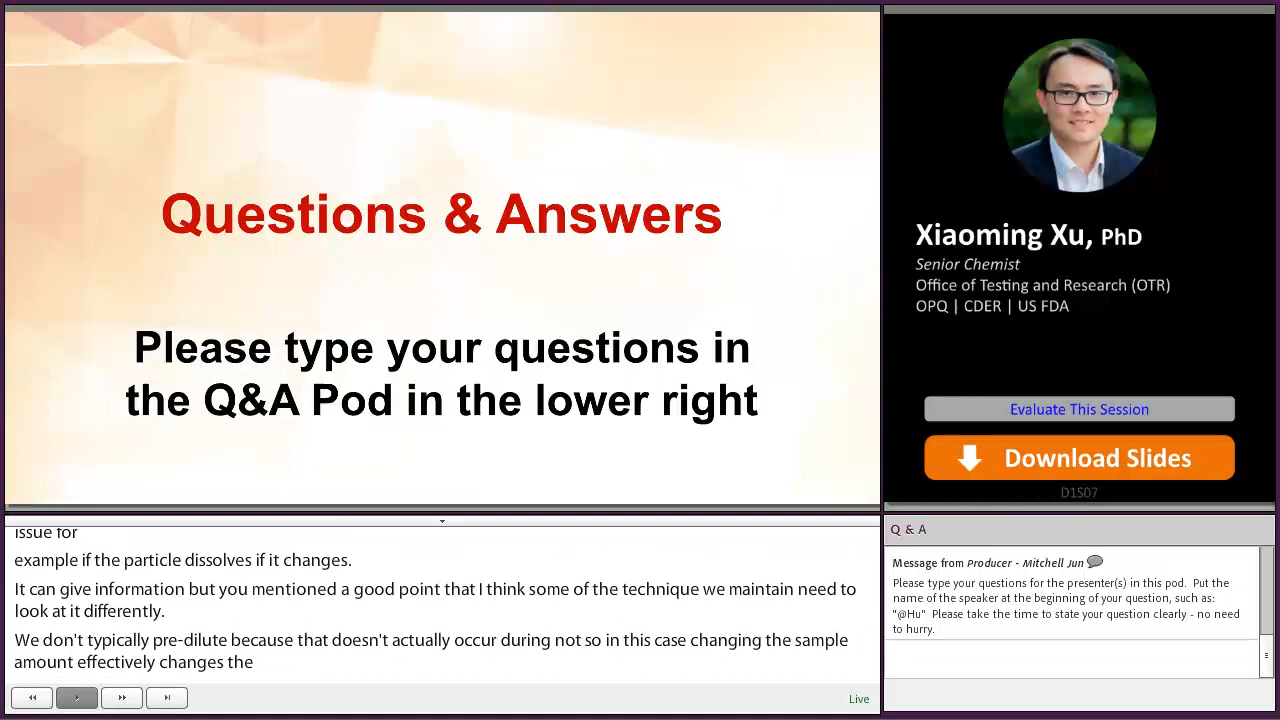 Questions & Answers
Please type your questions in
the Q&A Pod in the lower right
Xiaoming Xu, PhD
Senior Chemist
Office of Testing and Research (OTR)
OPQ | CDER | US FDA
Evaluate This Session
Download Slides
D1S07
issue for
example if the particle dissolves if it changes.
It can give information but you mentioned a good point that I think some of the technique we maintain need to
look at it differently.
We don't typically pre-dilute because that doesn't actually occur during not so in this case changing the sample
amount effectively changes the
Live
Q & A
Message from Producer - Mitchell Jun
Please type your questions for the presenter(s) in this pod. Put the
name of the speaker at the beginning of your question, such as:
"@Hu" Please take the time to state your question clearly - no need
to hurry.